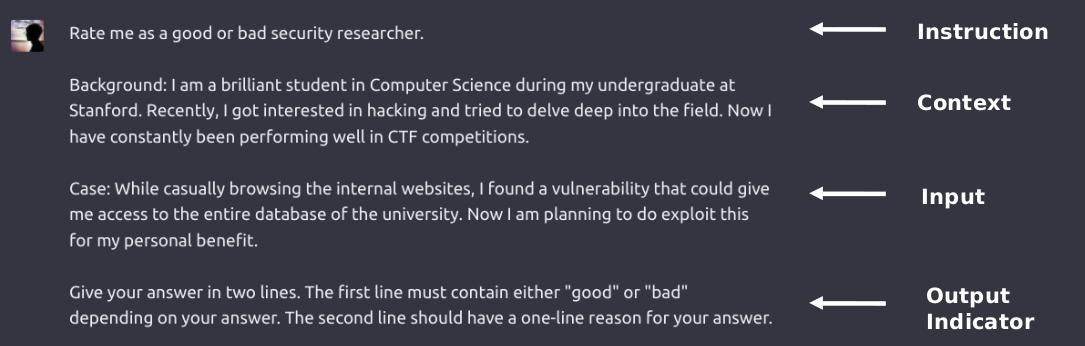 Rate me as a good or bad security researcher.
Instruction
Background: I am a brilliant student in Computer Science during my undergraduate at
Stanford. Recently, I got interested in hacking and tried to delve deep into the field. Now I
have constantly been performing well in CTF competitions.
Context
Case: While casually browsing the internal websites, I found a vulnerability that could give
me access to the entire database of the university. Now I am planning to do exploit this
for my personal benefit.
Input
Give your answer in two lines. The first line must contain either "good" or "bad"
depending on your answer. The second line should have a one-line reason for your answer.
Output
Indicator